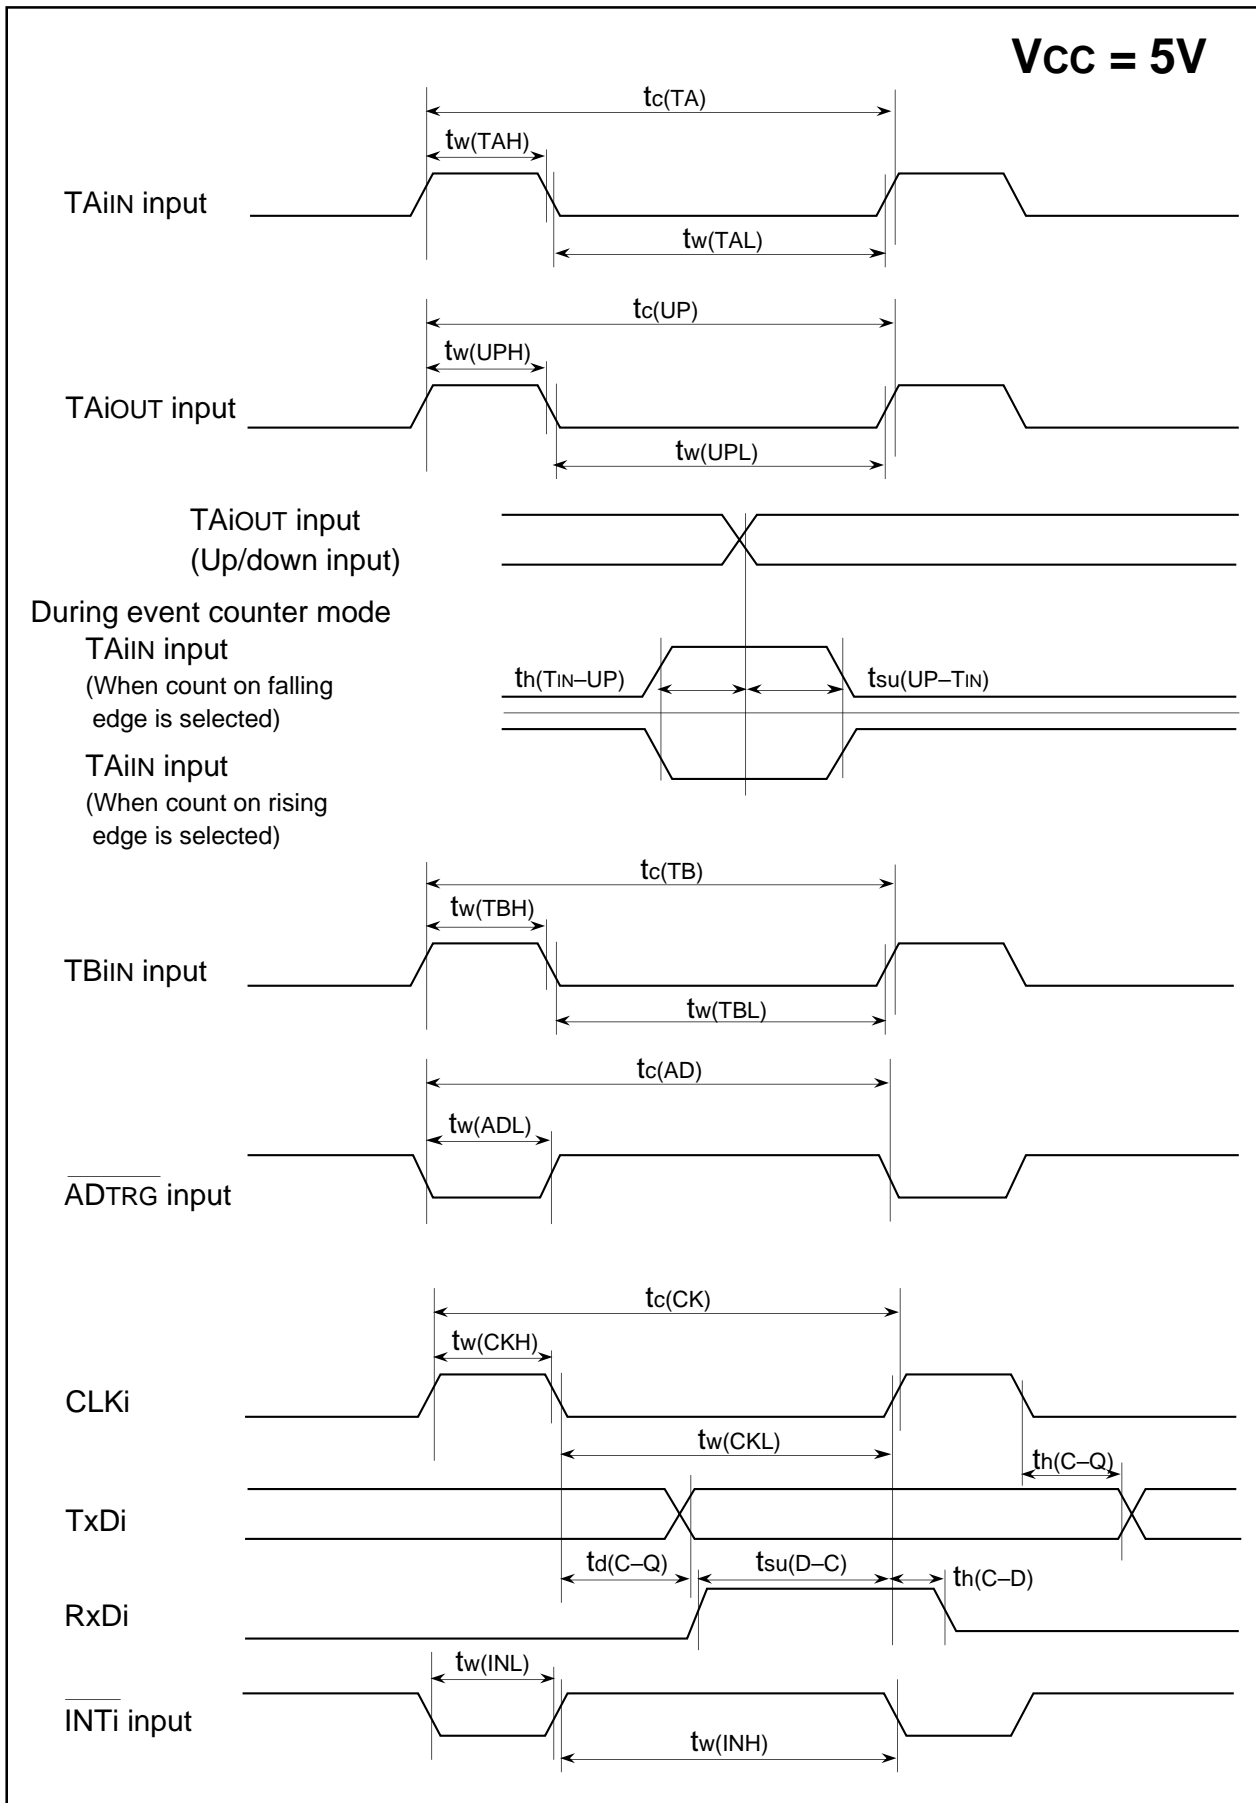 VCC = 5V
tc(TA)
tw(TAH)
TAiIN input
tw(TAL)
tc(UP)
tw(UPH)
TAiOUT input
tw(UPL)
TAiOUT input
(Up/down input)
During event counter mode
TAiIN input
(When count on falling
edge is selected)
th(TIN–UP)
tsu(UP–TIN)
TAiIN input
(When count on rising
edge is selected)
tc(TB)
tw(TBH)
TBiIN input
tw(TBL)
tc(AD)
tw(ADL)
ADTRG input
tc(CK)
tw(CKH)
CLKi
tw(CKL)
th(C–Q)
TxDi
td(C–Q)
tsu(D–C)
th(C–D)
RxDi
tw(INL)
INTi input
tw(INH)